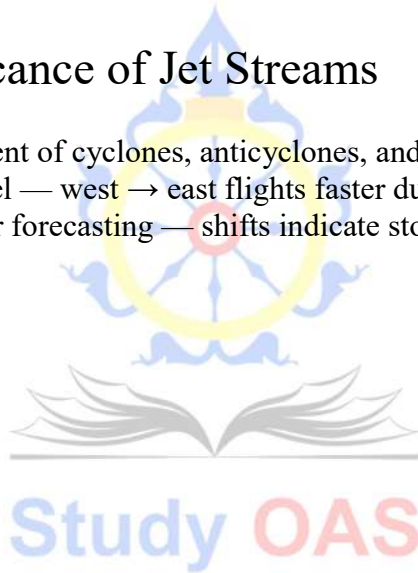 cance of Jet Streams
ent of cyclones, anticyclones, and
el — west → east flights faster du
r forecasting — shifts indicate sto
Study OAS